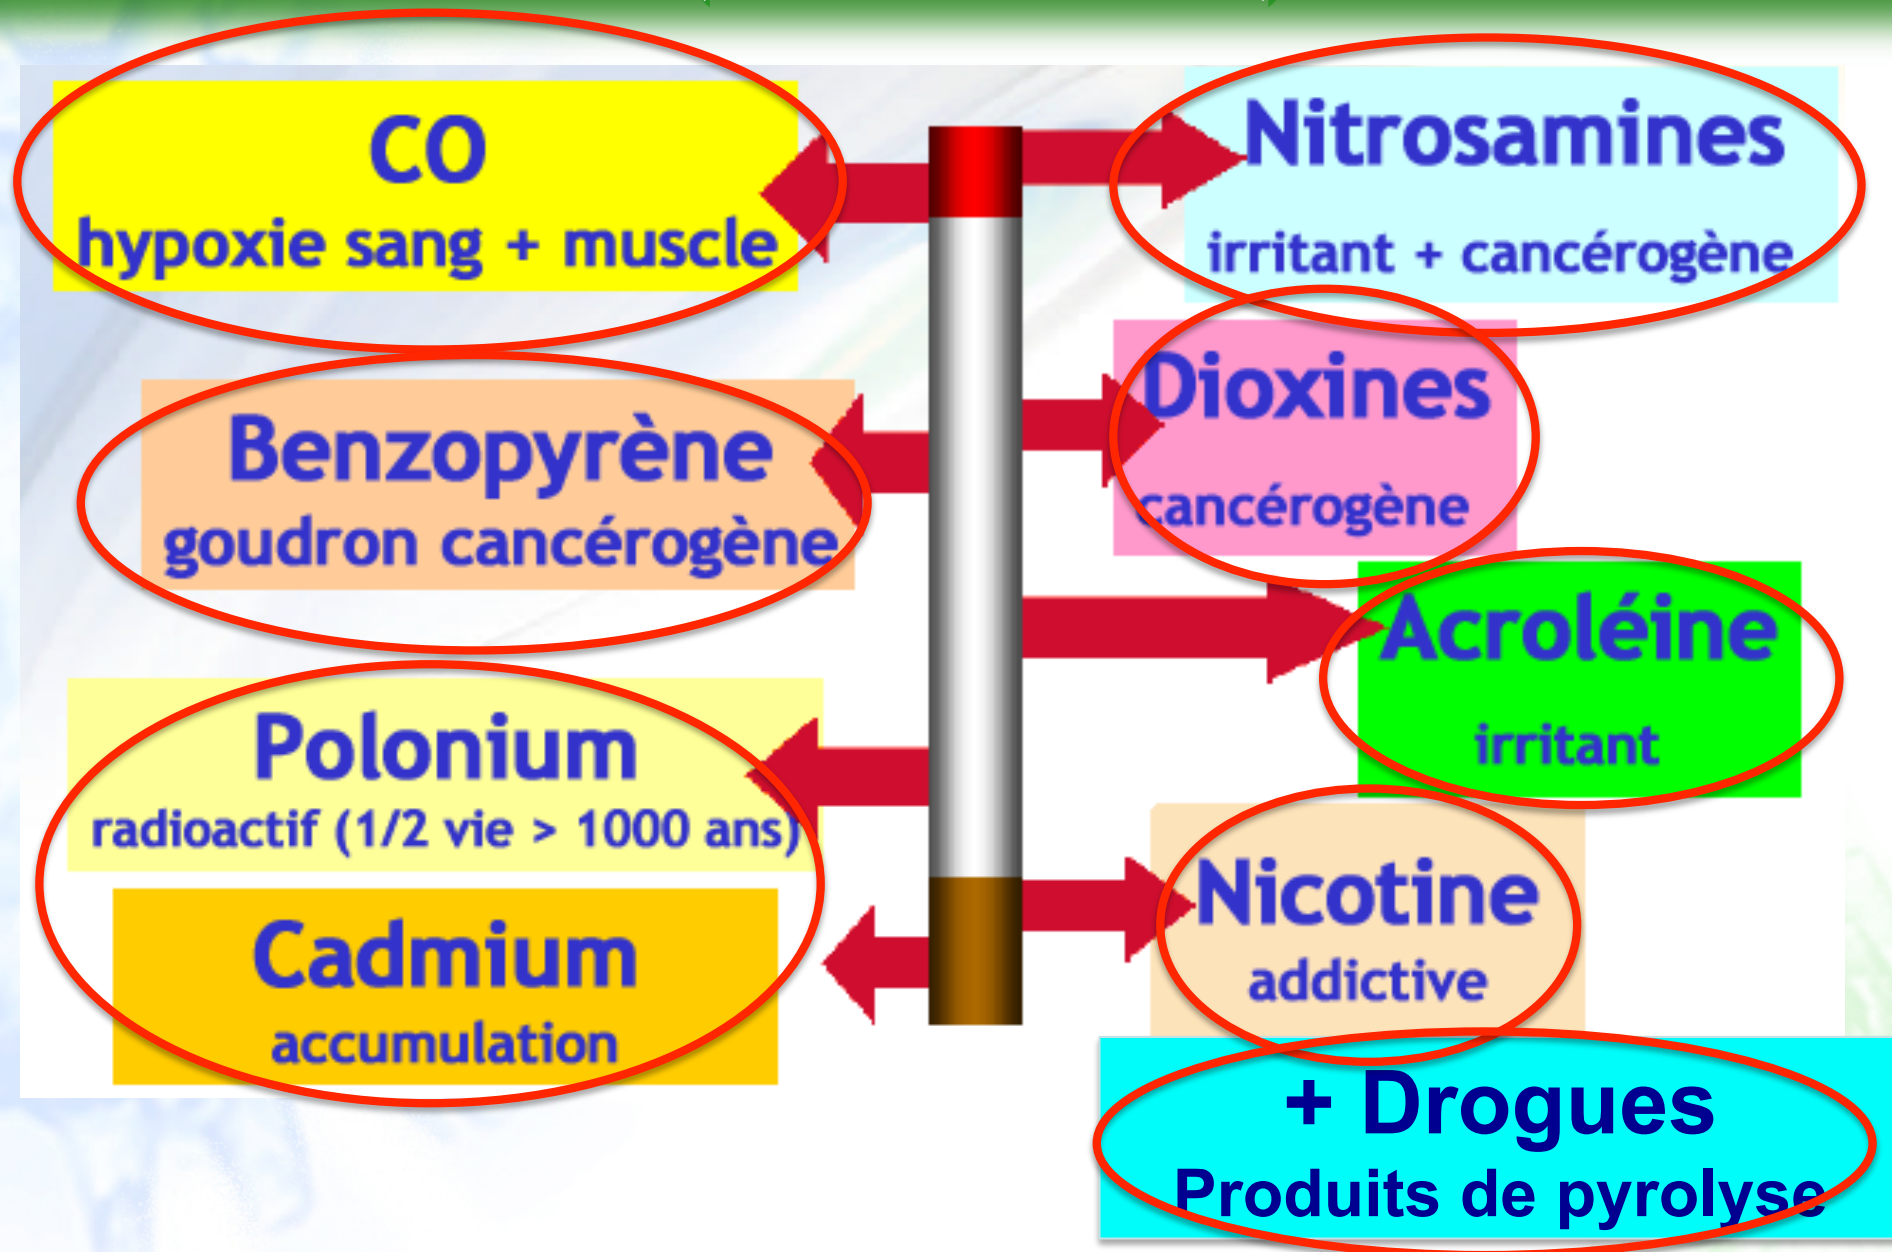 CO
hypoxie sang + muscle
Benzopyrène
goudron cancérogène
Polonium
radioactif (1/2 vie > 1000 ans)
Cadmium
accumulation
Nitrosamines
irritant + cancérogène
Dioxines
cancérogène
Acroléine
irritant
Nicotine
addictive
+ Drogues
Produits de pyrolyse